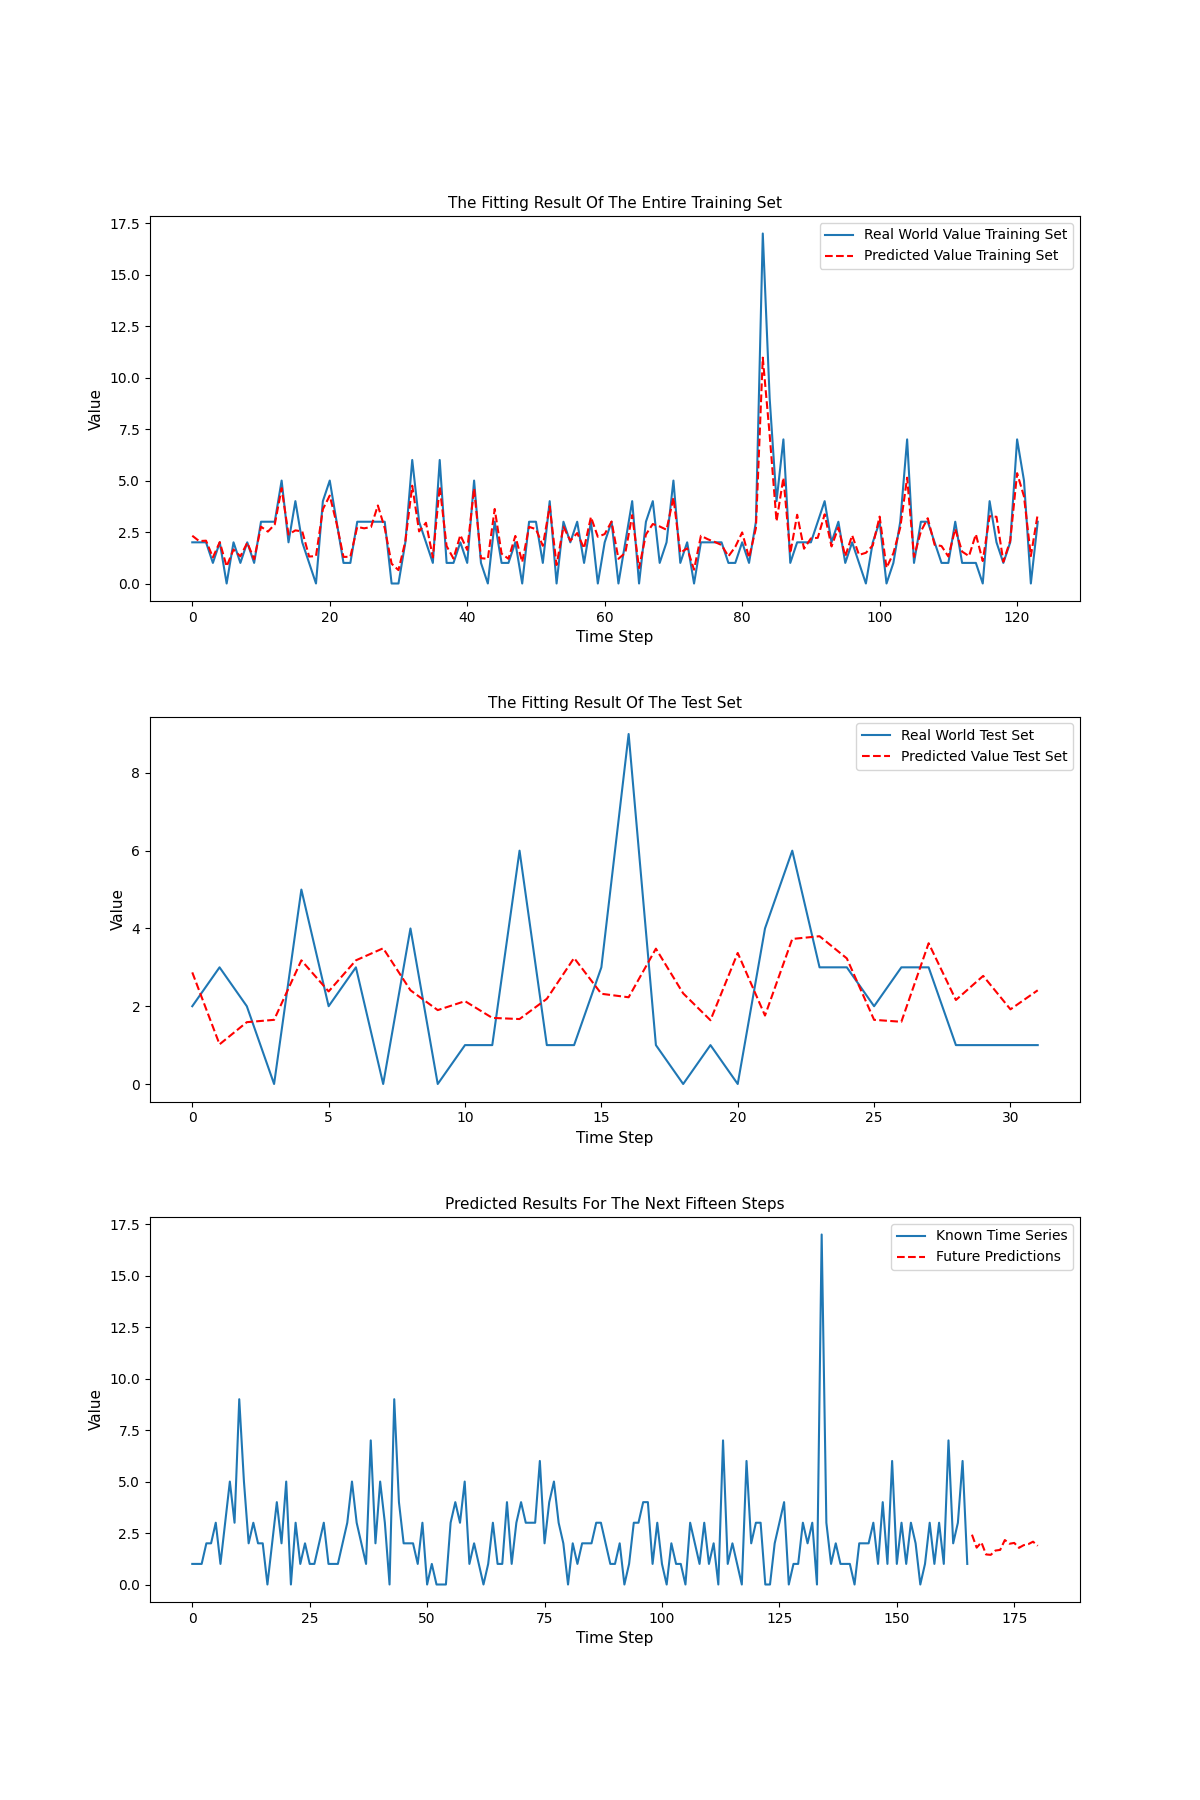 The Fitting Result Of The Entire Training Set
17.5
15.0
12.5
10.0
7.5
5.0
2.5
0.0
Value
Real World Value Training Set
Predicted Value Training Set
0 20 40 60 80 100 120
Time Step
The Fitting Result Of The Test Set
8
6
4
2
0
Value
Real World Test Set
Predicted Value Test Set
0 5 10 15 20 25 30
Time Step
Predicted Results For The Next Fifteen Steps
17.5
15.0
12.5
10.0
7.5
5.0
2.5
0.0
Value
Known Time Series
Future Predictions
0 25 50 75 100 125 150 175
Time Step